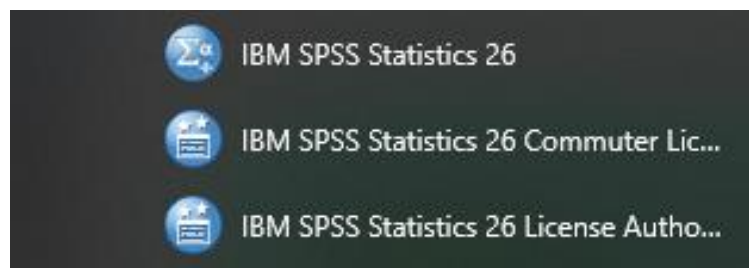 IBM SPSS Statistics 26
IBM SPSS Statistics 26 Commuter Lic...
IBM SPSS Statistics 26 License Autho...